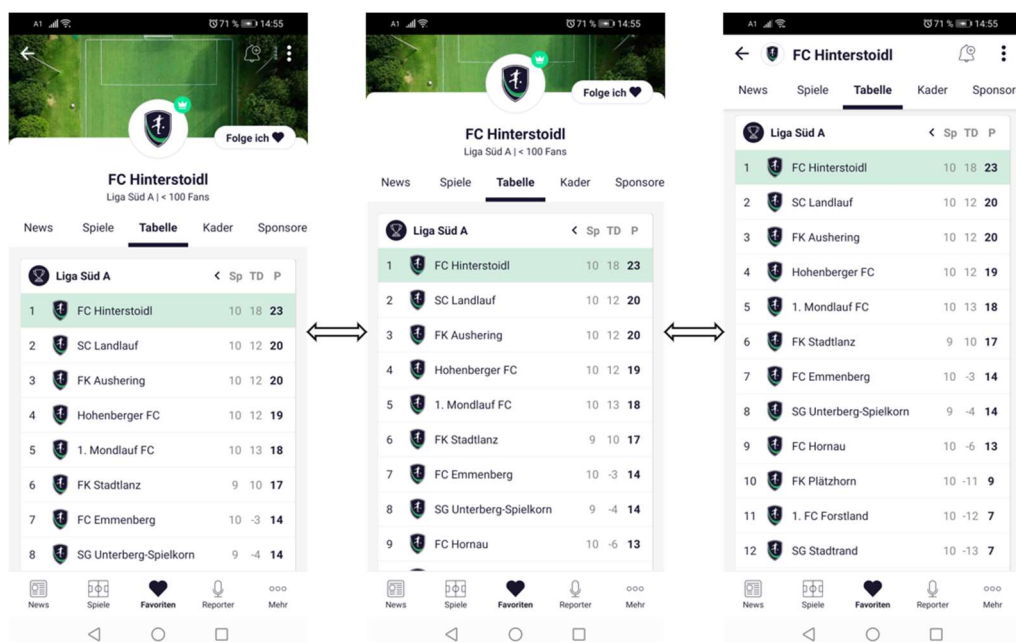 A1 71 % 14:55
Folge ich
FC Hinterstoidl
Liga Süd A | < 100 Fans
News Spiele Tabelle Kader Sponsore
Liga Süd A < Sp TD P
1 FC Hinterstoidl 10 18 23
2 SC Landlauf 10 12 20
3 FK Aushering 10 12 20
4 Hohenberger FC 10 12 19
5 1. Mondlauf FC 10 13 18
6 FK Stadtlanz 9 10 17
7 FC Emmenberg 10 -3 14
8 SG Unterberg-Spielkorn 9 -4 14
News Spiele Favoriten Reporter Mehr
A1 71 % 14:55
Folge ich
FC Hinterstoidl
Liga Süd A | < 100 Fans
News Spiele Tabelle Kader Sponsore
Liga Süd A < Sp TD P
1 FC Hinterstoidl 10 18 23
2 SC Landlauf 10 12 20
3 FK Aushering 10 12 20
4 Hohenberger FC 10 12 19
5 1. Mondlauf FC 10 13 18
6 FK Stadtlanz 9 10 17
7 FC Emmenberg 10 -3 14
8 SG Unterberg-Spielkorn 9 -4 14
9 FC Hornau 10 -6 13
News Spiele Favoriten Reporter Mehr
A1 71 % 14:55
FC Hinterstoidl
News Spiele Tabelle Kader Sponsor
Liga Süd A < Sp TD P
1 FC Hinterstoidl 10 18 23
2 SC Landlauf 10 12 20
3 FK Aushering 10 12 20
4 Hohenberger FC 10 12 19
5 1. Mondlauf FC 10 13 18
6 FK Stadtlanz 9 10 17
7 FC Emmenberg 10 -3 14
8 SG Unterberg-Spielkorn 9 -4 14
9 FC Hornau 10 -6 13
10 FK Plätzhorn 10 -11 9
11 1. FC Forstland 10 -12 7
12 SG Stadtrand 10 -13 7
News Spiele Favoriten Reporter Mehr